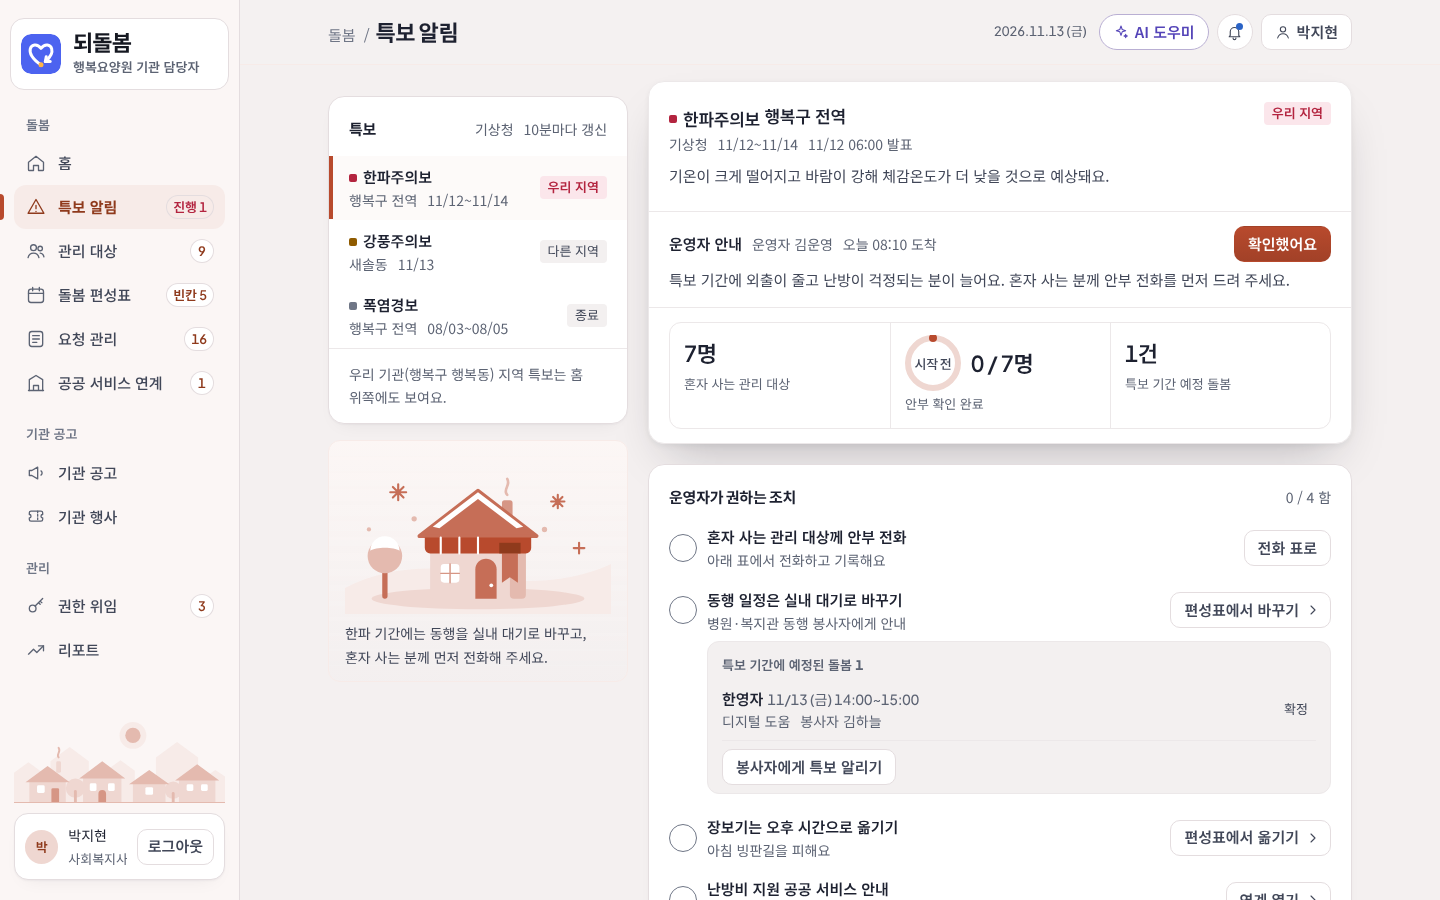 되돌봄
행복요양원 기관 담당자
돌봄
홈
특보 알림 진행 1
관리 대상 9
돌봄 편성표 빈칸 5
요청 관리 16
공공 서비스 연계 1
기관 공고
기관 공고
기관 행사
관리
권한 위임 3
리포트
박 박지현
사회복지사
로그아웃
돌봄 / 특보 알림
2026.11.13(금) AI 도우미 박지현
특보 기상청 10분마다 갱신
한파주의보
행복구 전역 11/12~11/14
우리 지역
강풍주의보
새솔동 11/13
다른 지역
폭염경보
행복구 전역 08/03~08/05
종료
우리 기관(행복구 행복동) 지역 특보는 홈
위쪽에도 보여요.
한파 기간에는 동행을 실내 대기로 바꾸고,
혼자 사는 분께 먼저 전화해 주세요.
한파주의보 행복구 전역
우리 지역
기상청 11/12~11/14 11/12 06:00 발표
기온이 크게 떨어지고 바람이 강해 체감온도가 더 낮을 것으로 예상돼요.
운영자 안내 운영자 김운영 오늘 08:10 도착
확인했어요
특보 기간에 외출이 줄고 난방이 걱정되는 분이 늘어요. 혼자 사는 분께 안부 전화를 먼저 드려 주세요.
7명
혼자 사는 관리 대상
시작 전 0 / 7명
안부 확인 완료
1건
특보 기간 예정 돌봄
운영자가 권하는 조치 0 / 4 함
혼자 사는 관리 대상께 안부 전화
아래 표에서 전화하고 기록해요
전화 표로
동행 일정은 실내 대기로 바꾸기
병원·복지관 동행 봉사자에게 안내
편성표에서 바꾸기
특보 기간에 예정된 돌봄 1
한영자 11/13(금) 14:00~15:00
디지털 도움 봉사자 김하늘
확정
봉사자에게 특보 알리기
장보기는 오후 시간으로 옮기기
아침 빙판길을 피해요
편성표에서 옮기기
난방비 지원 공공 서비스 안내
연계 열기